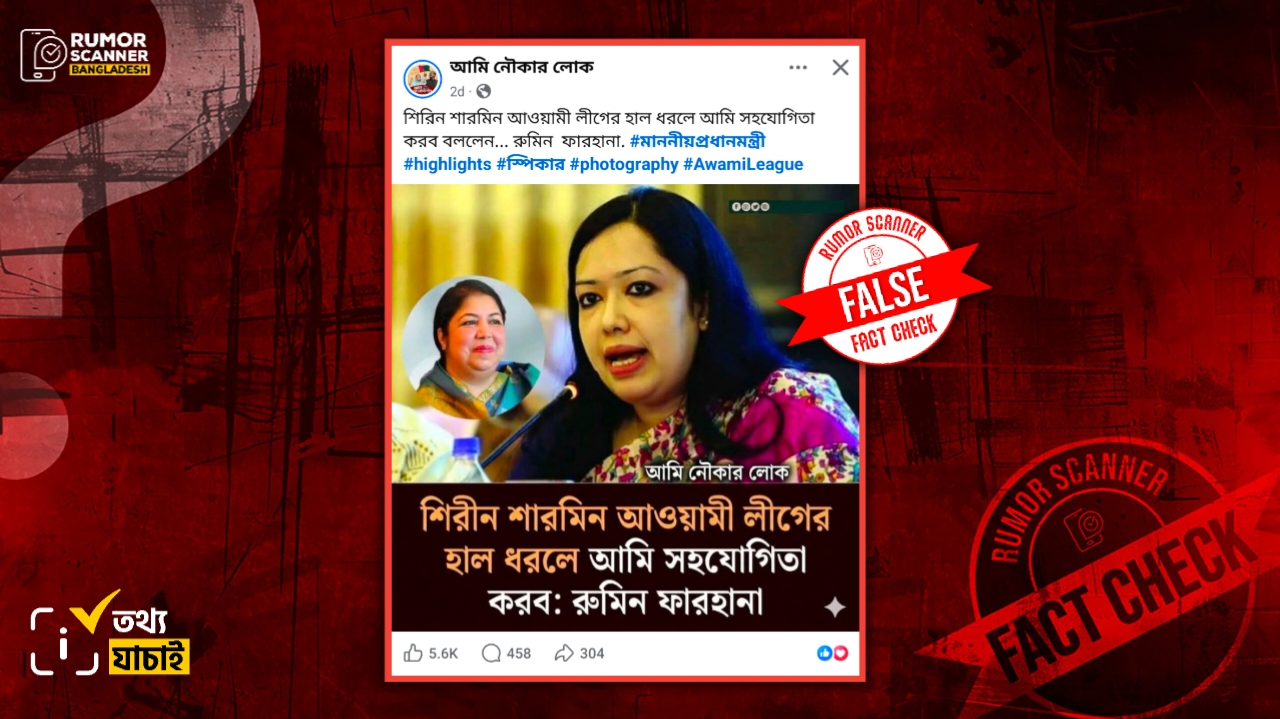 RUMOR
SCANNER
BANGLADESH
আমি নৌকার লোক
2d
শিরিন শারমিন আওয়ামী লীগের হাল ধরলে আমি সহযোগিতা
করব বললেন... রুমিন ফারহানা. #মাননীয়প্রধানমন্ত্রী
#highlights #স্পিকার #photography #AwamiLeague
RUMOR SCANNER
FALSE
FACT CHECK
আমি নৌকার লোক
শিরীন শারমিন আওয়ামী লীগের
হাল ধরলে আমি সহযোগিতা
করব: রুমিন ফারহানা
5.6K 458 304
তথ্য
যাচাই
RUMOR SCANNER
FACT CHECK